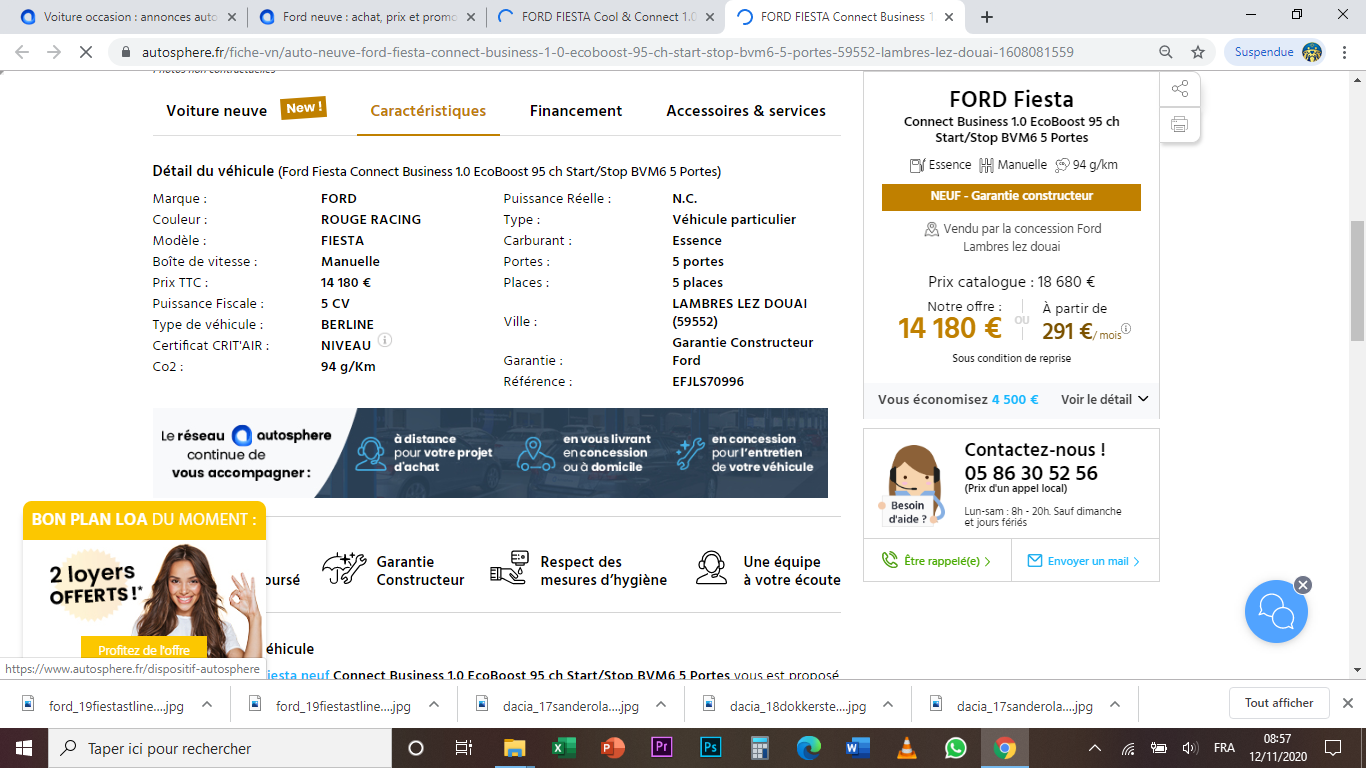 Voiture occasion : annonces auto
Ford neuve : achat, prix et promo
FORD FIESTA Cool & Connect 1.0
FORD FIESTA Connect Business 1
autosphere.fr/fiche-vn/auto-neuve-ford-fiesta-connect-business-1-0-ecoboost-95-ch-start-stop-bvm6-5-portes-59552-lambres-lez-douai-1608081559
Suspendue
Photos non contractuelles
Voiture neuve
New !
Caractéristiques
Financement
Accessoires & services
Détail du véhicule (Ford Fiesta Connect Business 1.0 EcoBoost 95 ch Start/Stop BVM6 5 Portes)
Marque : FORD
Couleur : ROUGE RACING
Modèle : FIESTA
Boîte de vitesse : Manuelle
Prix TTC : 14 180 €
Puissance Fiscale : 5 CV
Type de véhicule : BERLINE
Certificat CRIT'AIR : NIVEAU
Co2 : 94 g/Km
Puissance Réelle : N.C.
Type : Véhicule particulier
Carburant : Essence
Portes : 5 portes
Places : 5 places
Ville : LAMBRES LEZ DOUAI
(59552)
Garantie : Garantie Constructeur
Ford
Référence : EFJLS70996
Le réseau autosphere
continue de
vous accompagner :
à distance
pour votre projet
d'achat
en vous livrant
en concession
ou à domicile
en concession
pour l'entretien
de votre véhicule
FORD Fiesta
Connect Business 1.0 EcoBoost 95 ch
Start/Stop BVM6 5 Portes
Essence
Manuelle
94 g/km
NEUF - Garantie constructeur
Vendu par la concession Ford
Lambres lez douai
Prix catalogue : 18 680 €
Notre offre :
14 180 €
OU
À partir de
291 €/ mois
Sous condition de reprise
Vous économisez 4 500 €
Voir le détail
Contactez-nous !
05 86 30 52 56
(Prix d'un appel local)
Lun-sam : 8h - 20h. Sauf dimanche
et jours fériés
Besoin
d'aide ?
Être rappelé(e)
Envoyer un mail
BON PLAN LOA DU MOMENT :
2 loyers
OFFERTS !*
Profitez de l'offre
oursé
Garantie
Constructeur
Respect des
mesures d'hygiène
Une équipe
à votre écoute
éhicule
iesta neuf Connect Business 1.0 EcoBoost 95 ch Start/Stop BVM6 5 Portes vous est proposé
https://www.autosphere.fr/dispositif-autosphere
ford_19fiestastline....jpg
ford_19fiestastline....jpg
dacia_17sanderola....jpg
dacia_18dokkerste....jpg
dacia_17sanderola....jpg
Tout afficher
Taper ici pour rechercher
FRA
08:57
12/11/2020